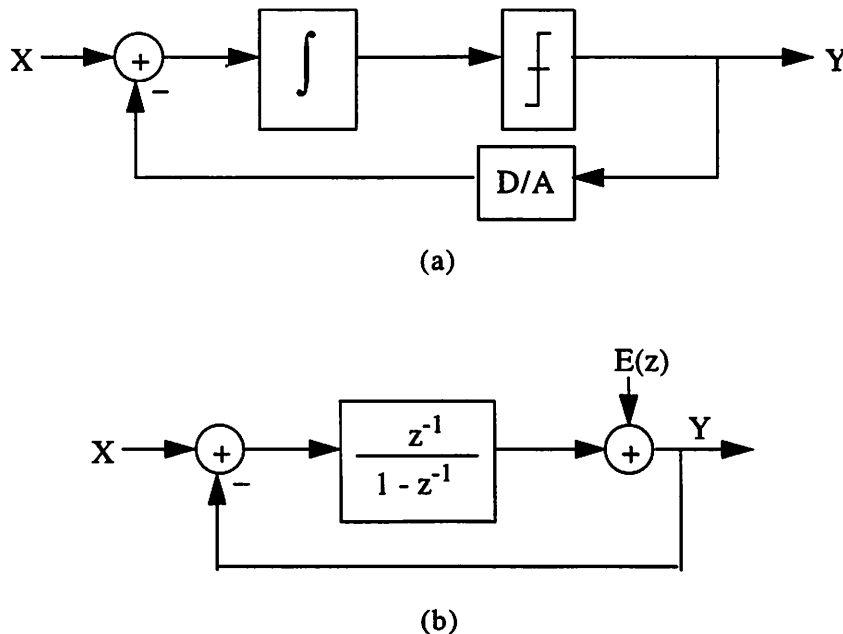 X + ∫ Y
−
D/A
(a)
E(z)
X + z⁻¹ + Y
− 1 - z⁻¹
(b)